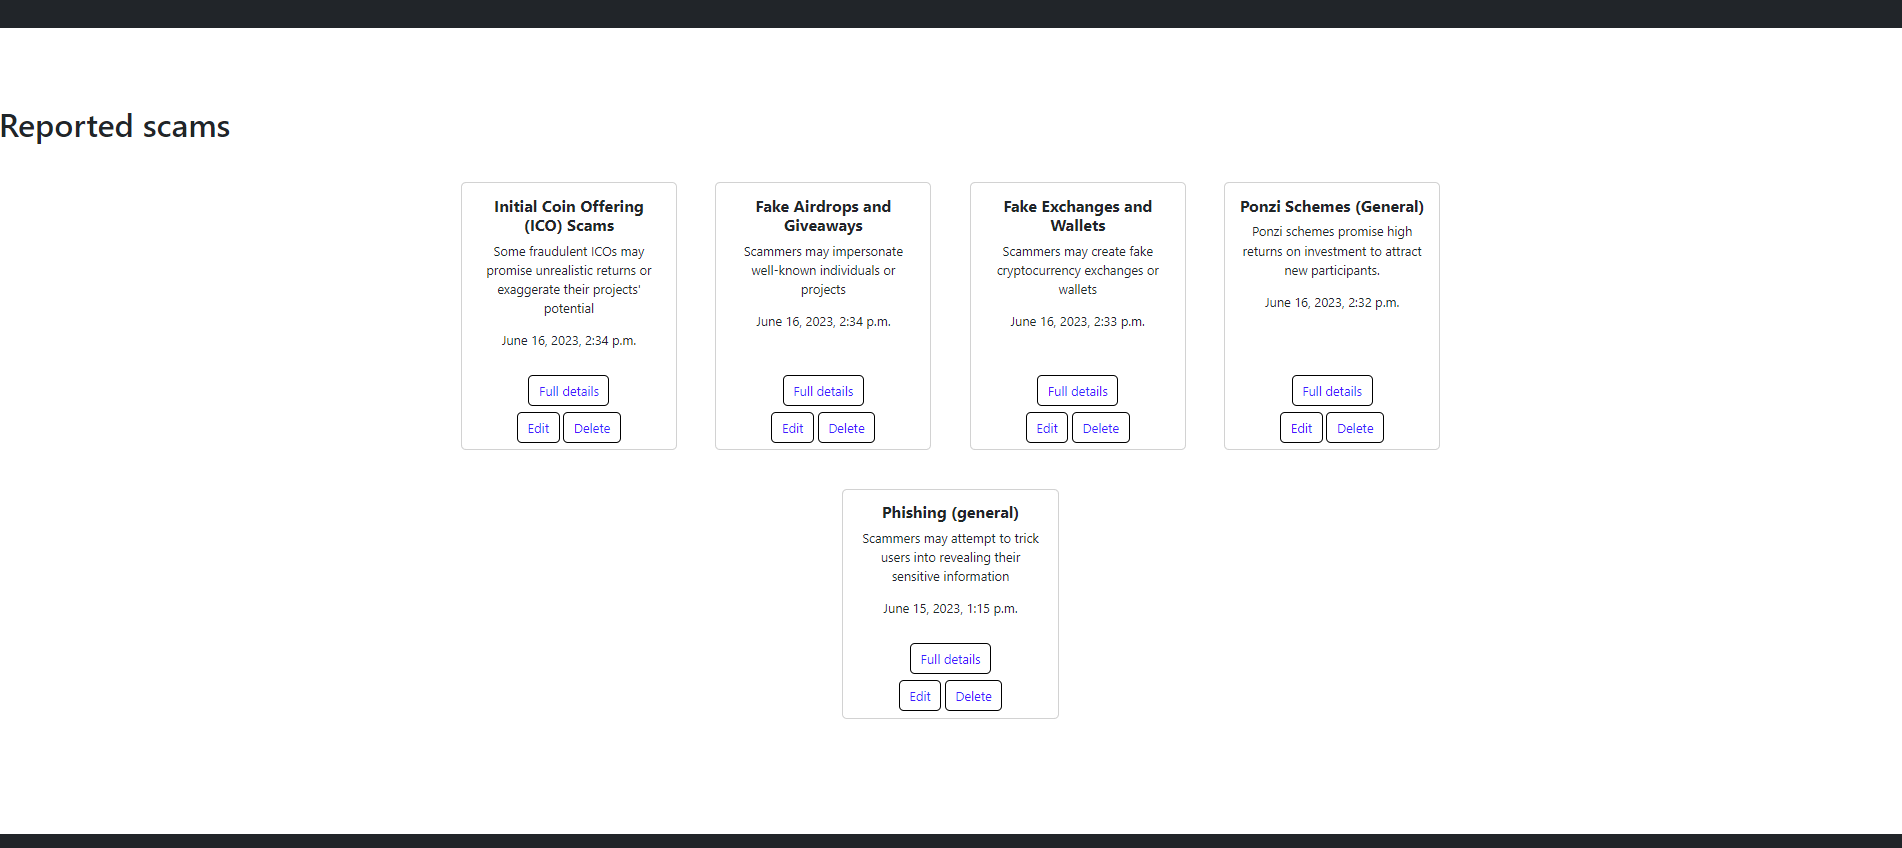 Reported scams
Initial Coin Offering
(ICO) Scams
Some fraudulent ICOs may
promise unrealistic returns or
exaggerate their projects'
potential
June 16, 2023, 2:34 p.m.
Full details
Edit Delete
Fake Airdrops and
Giveaways
Scammers may impersonate
well-known individuals or
projects
June 16, 2023, 2:34 p.m.
Full details
Edit Delete
Fake Exchanges and
Wallets
Scammers may create fake
cryptocurrency exchanges or
wallets
June 16, 2023, 2:33 p.m.
Full details
Edit Delete
Ponzi Schemes (General)
Ponzi schemes promise high
returns on investment to attract
new participants.
June 16, 2023, 2:32 p.m.
Full details
Edit Delete
Phishing (general)
Scammers may attempt to trick
users into revealing their
sensitive information
June 15, 2023, 1:15 p.m.
Full details
Edit Delete